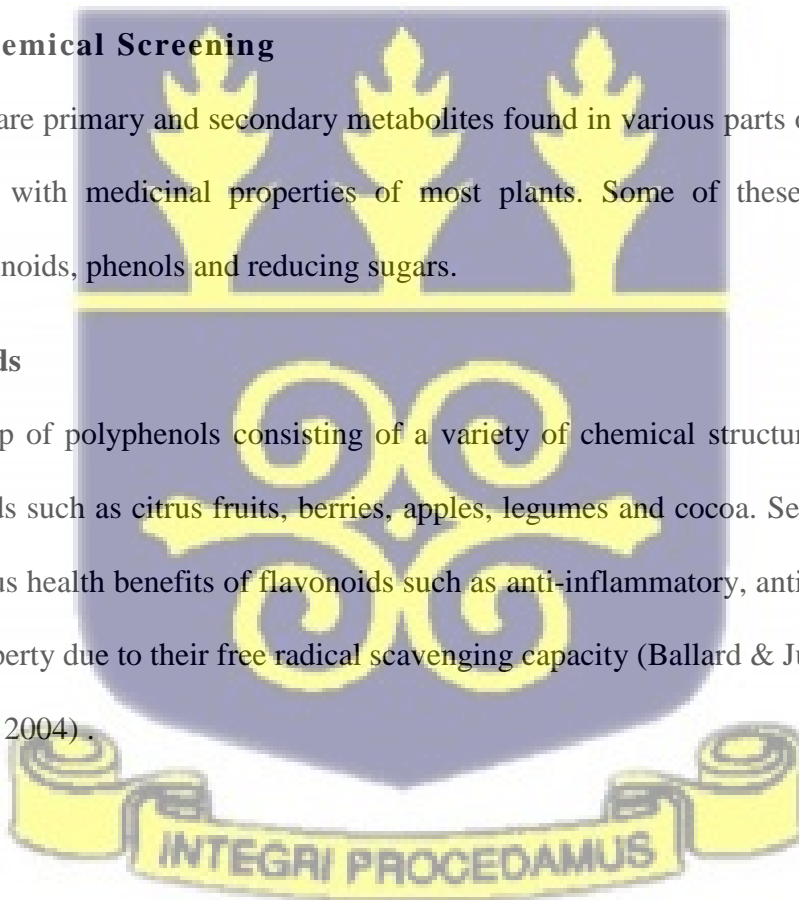 emical Screening
are primary and secondary metabolites found in various parts
with medicinal properties of most plants. Some of these
noids, phenols and reducing sugars.
ds
p of polyphenols consisting of a variety of chemical structur
ds such as citrus fruits, berries, apples, legumes and cocoa. Se
us health benefits of flavonoids such as anti-inflammatory, anti
perty due to their free radical scavenging capacity (Ballard & Ju
2004) .
INTEGRI PROCEDAMUS